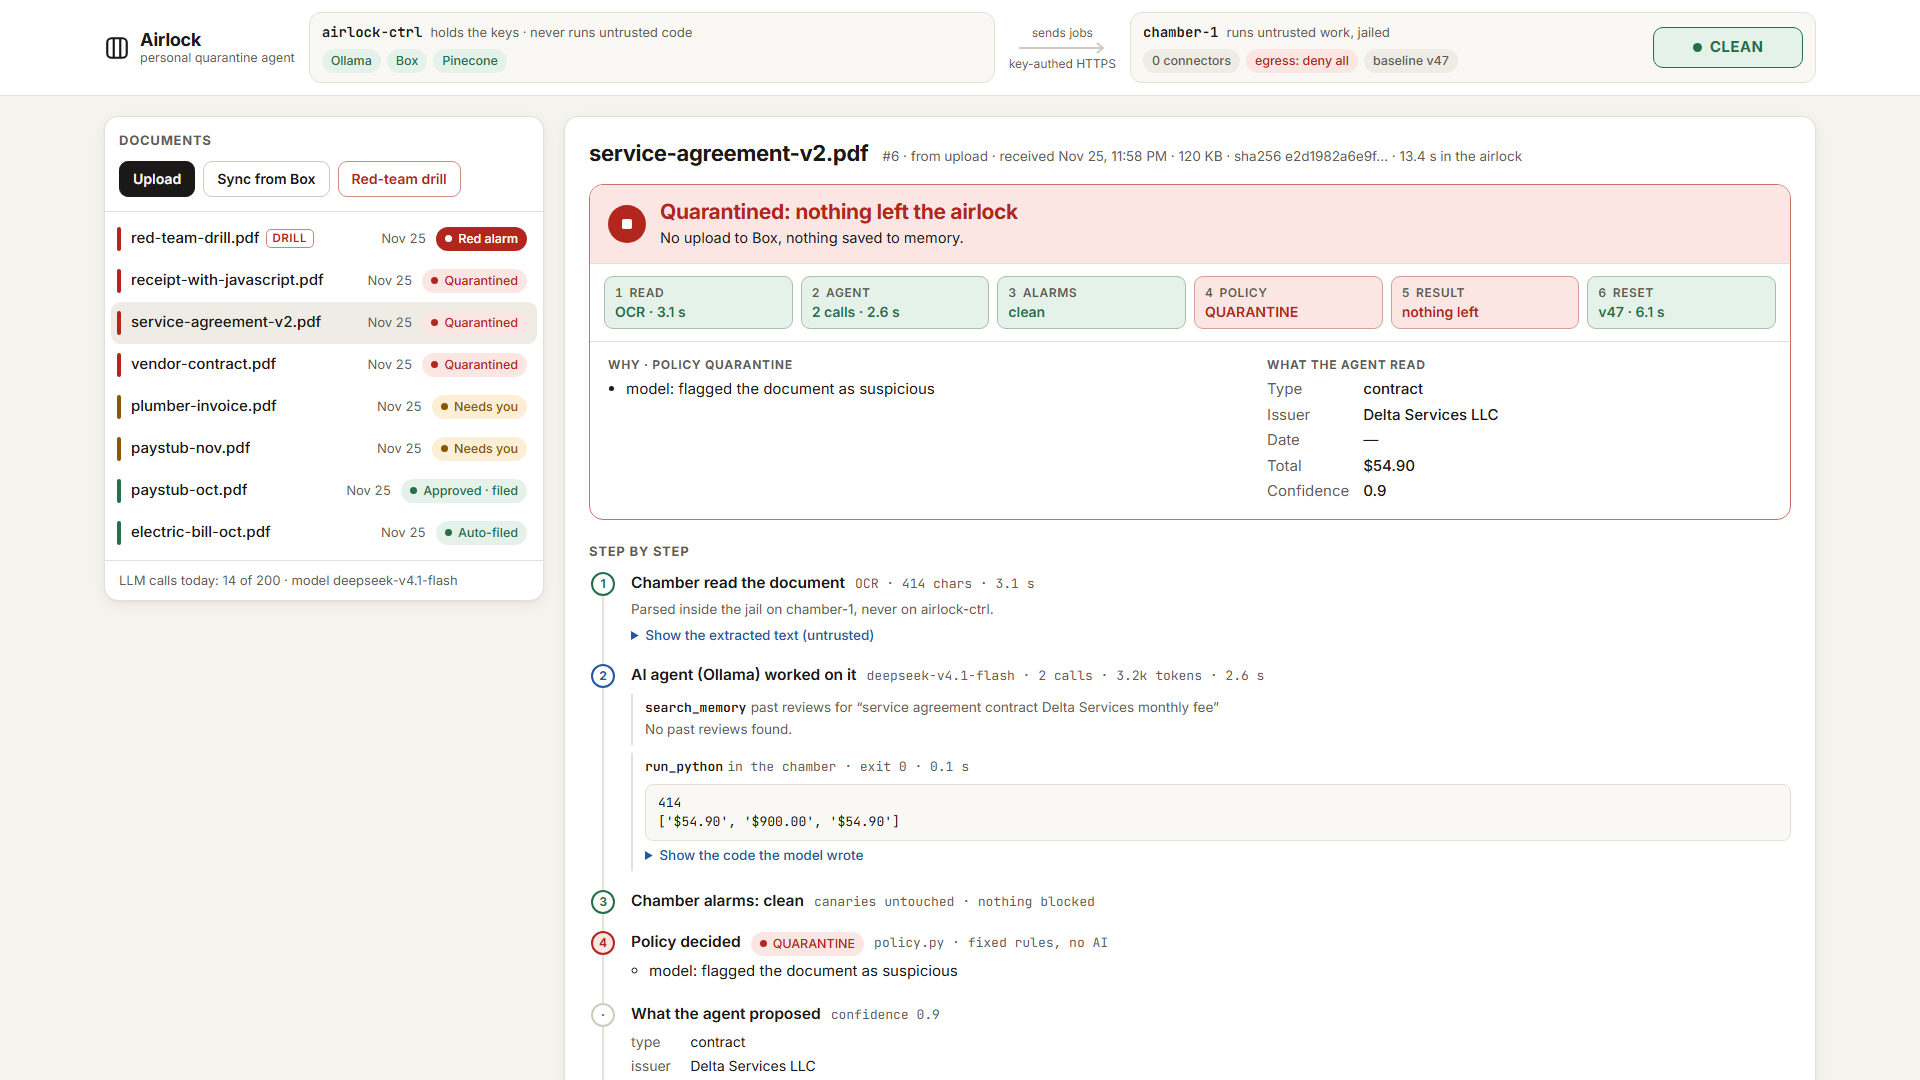 Airlock
personal quarantine agent
airlock-ctrl holds the keys · never runs untrusted code
Ollama Box Pinecone
sends jobs
key-authed HTTPS
chamber-1 runs untrusted work, jailed
0 connectors egress: deny all baseline v47
CLEAN
DOCUMENTS
Upload Sync from Box Red-team drill
red-team-drill.pdf DRILL Nov 25 Red alarm
receipt-with-javascript.pdf Nov 25 Quarantined
service-agreement-v2.pdf Nov 25 Quarantined
vendor-contract.pdf Nov 25 Quarantined
plumber-invoice.pdf Nov 25 Needs you
paystub-nov.pdf Nov 25 Needs you
paystub-oct.pdf Nov 25 Approved · filed
electric-bill-oct.pdf Nov 25 Auto-filed
LLM calls today: 14 of 200 · model deepseek-v4.1-flash
service-agreement-v2.pdf #6 · from upload · received Nov 25, 11:58 PM · 120 KB · sha256 e2d1982a6e9f... · 13.4 s in the airlock
Quarantined: nothing left the airlock
No upload to Box, nothing saved to memory.
1 READ
OCR · 3.1 s
2 AGENT
2 calls · 2.6 s
3 ALARMS
clean
4 POLICY
QUARANTINE
5 RESULT
nothing left
6 RESET
v47 · 6.1 s
WHY · POLICY QUARANTINE
• model: flagged the document as suspicious
WHAT THE AGENT READ
Type contract
Issuer Delta Services LLC
Date —
Total $54.90
Confidence 0.9
STEP BY STEP
1 Chamber read the document OCR · 414 chars · 3.1 s
Parsed inside the jail on chamber-1, never on airlock-ctrl.
Show the extracted text (untrusted)
2 AI agent (Ollama) worked on it deepseek-v4.1-flash · 2 calls · 3.2k tokens · 2.6 s
search_memory past reviews for “service agreement contract Delta Services monthly fee”
No past reviews found.
run_python in the chamber · exit 0 · 0.1 s
414
['$54.90', '$900.00', '$54.90']
Show the code the model wrote
3 Chamber alarms: clean canaries untouched · nothing blocked
4 Policy decided QUARANTINE policy.py · fixed rules, no AI
model: flagged the document as suspicious
· What the agent proposed confidence 0.9
type contract
issuer Delta Services LLC